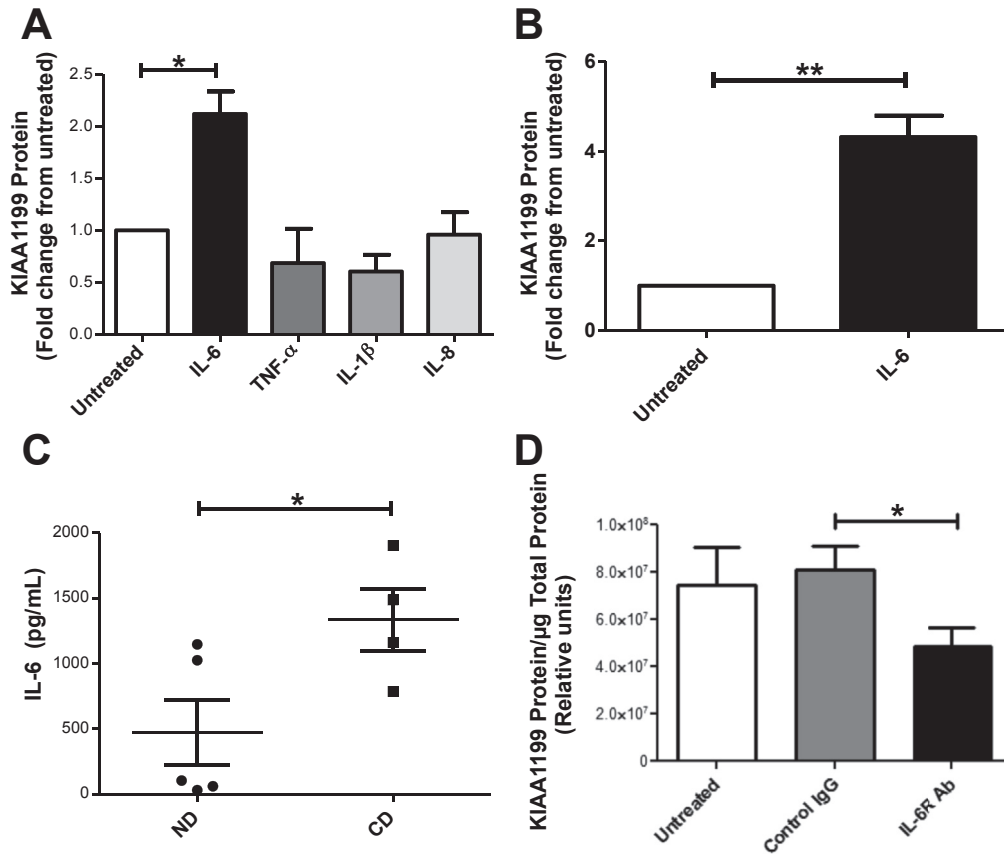 A
KIAA1199 Protein
(Fold change from untreated)
2.5
2.0
1.5
1.0
0.5
0.0
*
Untreated
IL-6
TNF-α
IL-1β
IL-8
B
KIAA1199 Protein
(Fold change from untreated)
6
4
2
0
**
Untreated
IL-6
C
IL-6 (pg/mL)
2000
1500
1000
500
0
*
ND
CD
D
KIAA1199 Protein/μg Total Protein
(Relative units)
1.0×10⁸
8.0×10⁷
6.0×10⁷
4.0×10⁷
2.0×10⁷
0
*
Untreated
Control IgG
IL-6R Ab